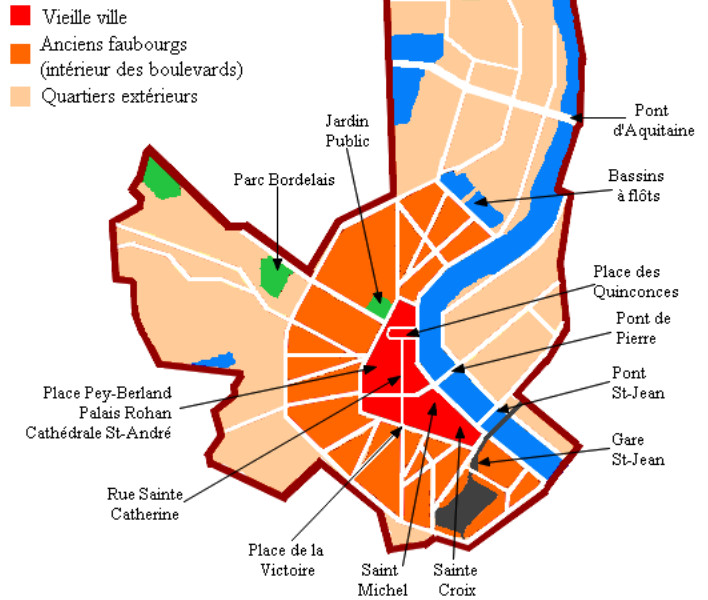 Vieille ville
Anciens faubourgs
(intérieur des boulevards)
Quartiers extérieurs
Pont
d'Aquitaine
Jardin
Public
Parc Bordelais
Bassins
à flôts
Place des
Quinconces
Pont de
Pierre
Pont
St-Jean
Place Pey-Berland
Palais Rohan
Cathédrale St-André
Gare
St-Jean
Rue Sainte
Catherine
Place de la
Victoire
Saint
Michel
Sainte
Croix